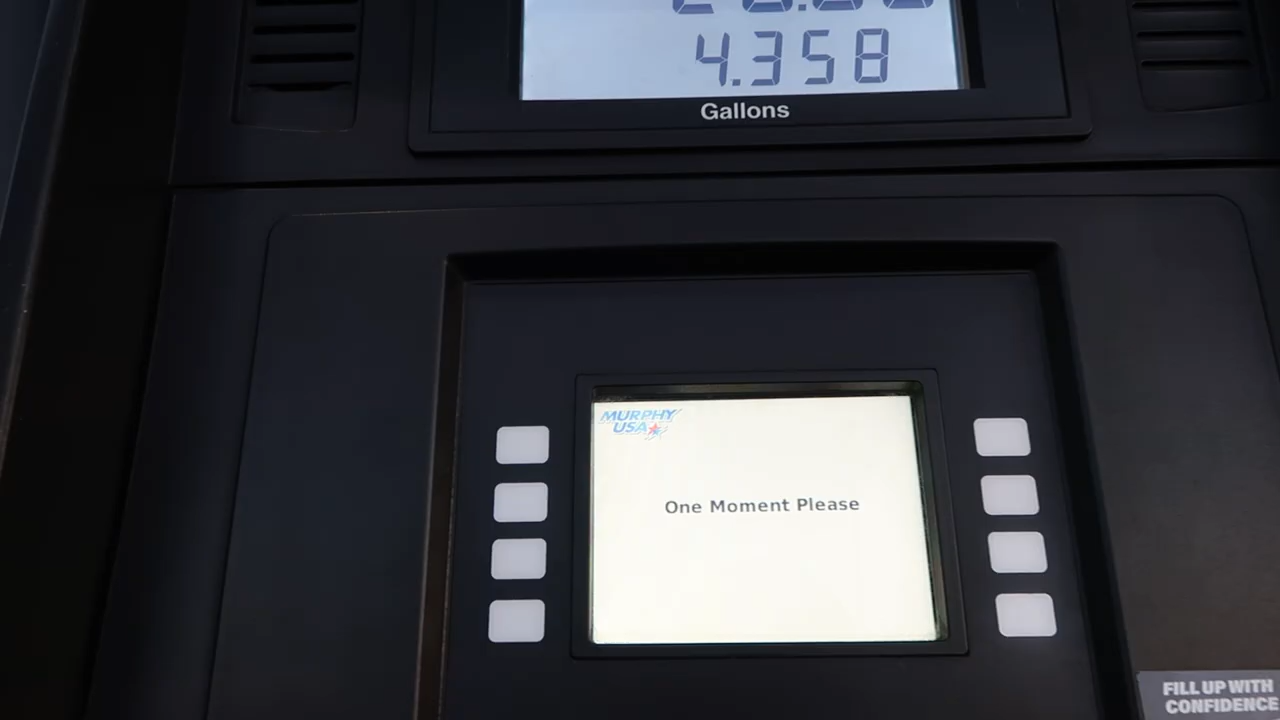 4.358
Gallons
MURPHY
USA
One Moment Please
FILL UP WITH
CONFIDENCE